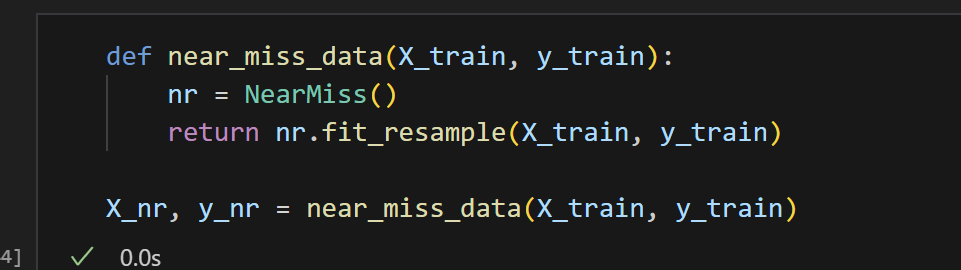 def near_miss_data(X_train, y_train):
    nr = NearMiss()
    return nr.fit_resample(X_train, y_train)
X_nr, y_nr = near_miss_data(X_train, y_train)
4] ✓ 0.0s